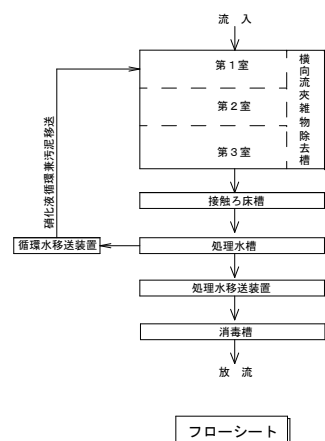 流 入
第1室
第2室
第3室
横向流夾雑物除去槽
硝化液循環兼汚泥移送
接触ろ床槽
循環水移送装置
処理水槽
処理水移送装置
消毒槽
放 流
フローシート